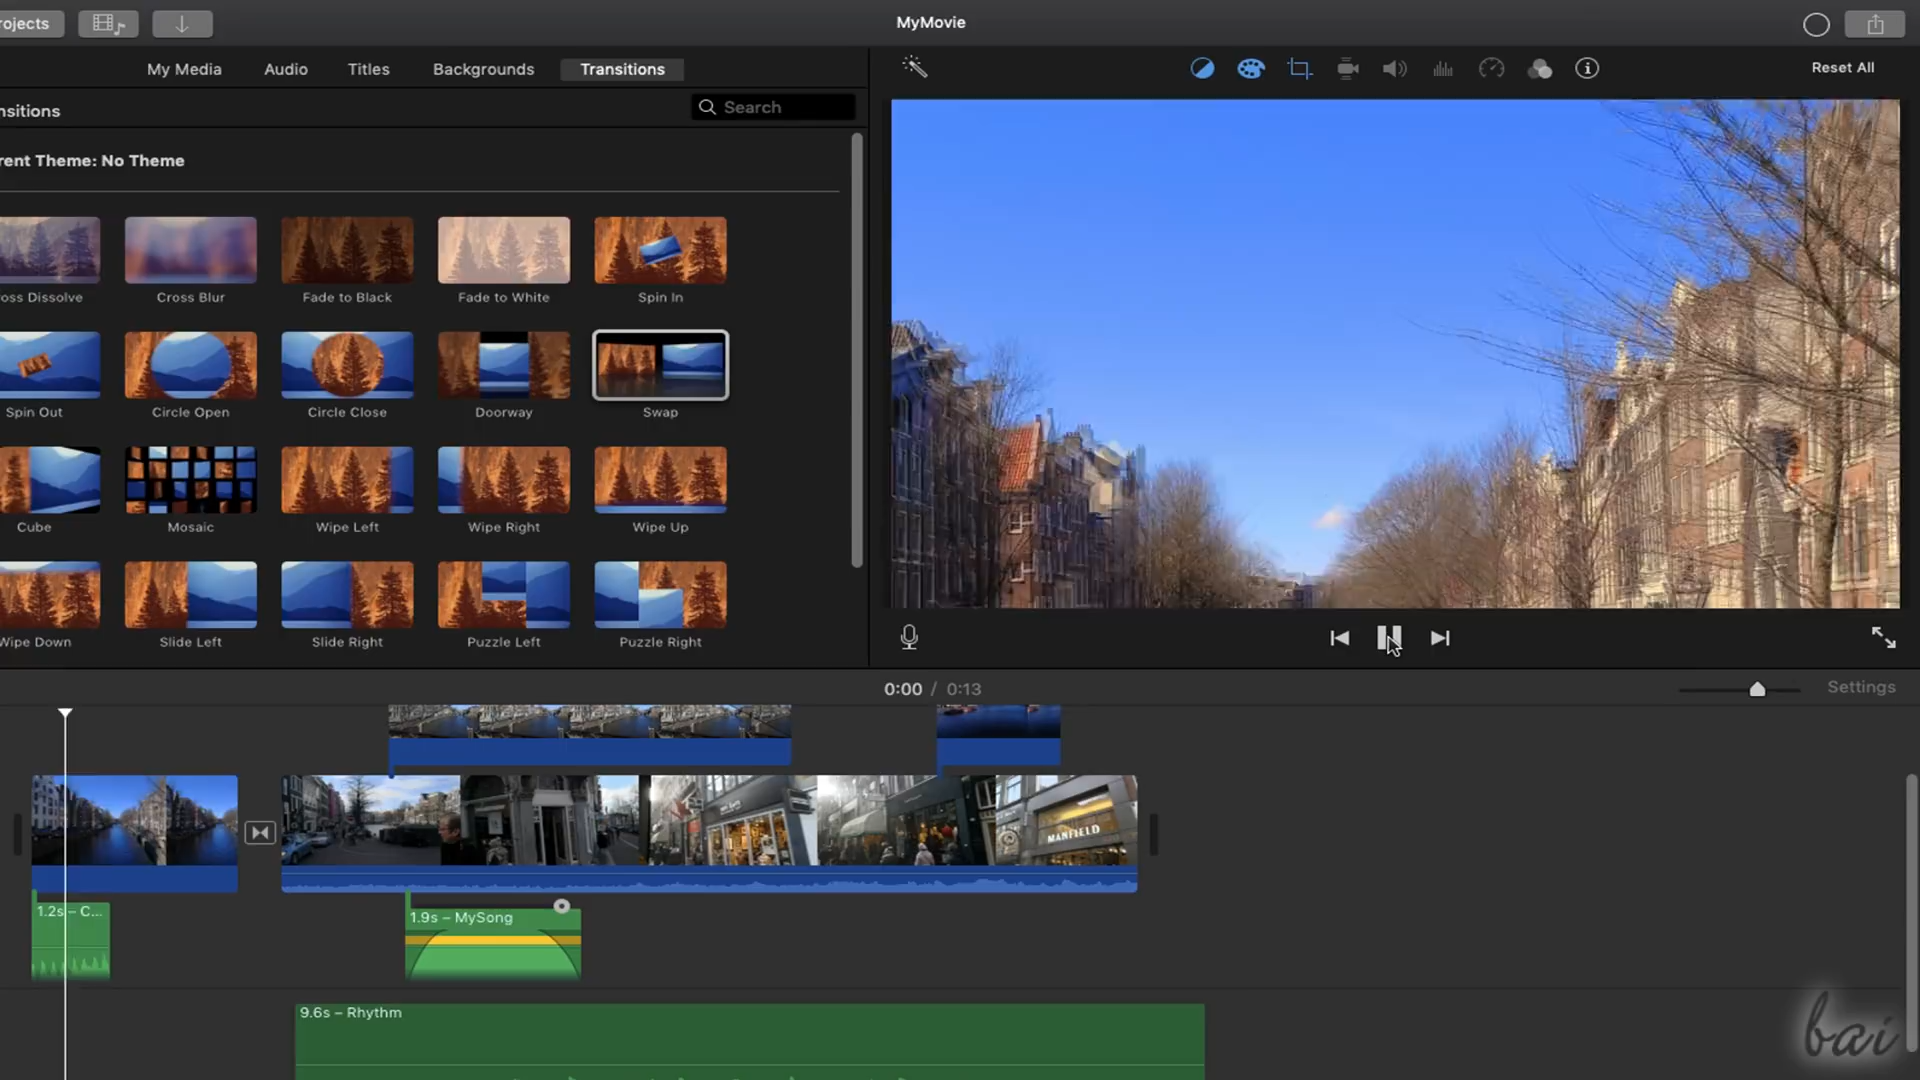 rojects
MyMovie
My Media
Audio
Titles
Backgrounds
Transitions
Reset All
nsitions
Search
rent Theme: No Theme
oss Dissolve
Cross Blur
Fade to Black
Fade to White
Spin In
Spin Out
Circle Open
Circle Close
Doorway
Swap
Cube
Mosaic
Wipe Left
Wipe Right
Wipe Up
Wipe Down
Slide Left
Slide Right
Puzzle Left
Puzzle Right
0:00 / 0:13
Settings
MANFIELD
1.2s – C...
1.9s – MySong
9.6s – Rhythm
bai